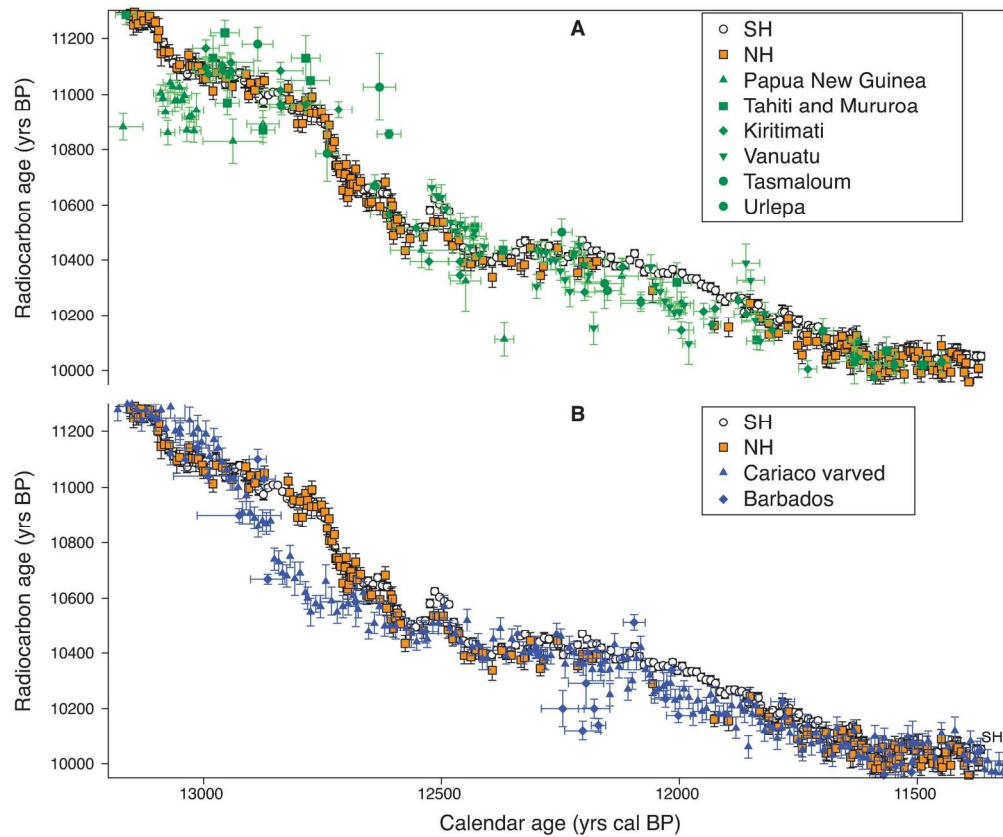 A
SH
NH
Papua New Guinea
Tahiti and Mururoa
Kiritimati
Vanuatu
Tasmaloum
Urlepa
11200
11000
10800
10600
10400
10200
10000
Radiocarbon age (yrs BP)
B
SH
NH
Cariaco varved
Barbados
11200
11000
10800
10600
10400
10200
10000
Radiocarbon age (yrs BP)
SH
13000 12500 12000 11500
Calendar age (yrs cal BP)